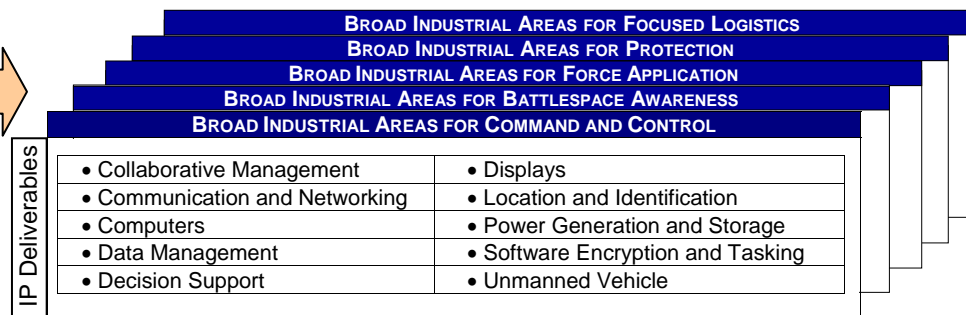 BROAD INDUSTRIAL AREAS FOR FOCUSED LOGISTICS
BROAD INDUSTRIAL AREAS FOR PROTECTION
BROAD INDUSTRIAL AREAS FOR FORCE APPLICATION
BROAD INDUSTRIAL AREAS FOR BATTLESPACE AWARENESS
BROAD INDUSTRIAL AREAS FOR COMMAND AND CONTROL
IP Deliverables
• Collaborative Management
• Displays
• Communication and Networking
• Location and Identification
• Computers
• Power Generation and Storage
• Data Management
• Software Encryption and Tasking
• Decision Support
• Unmanned Vehicle